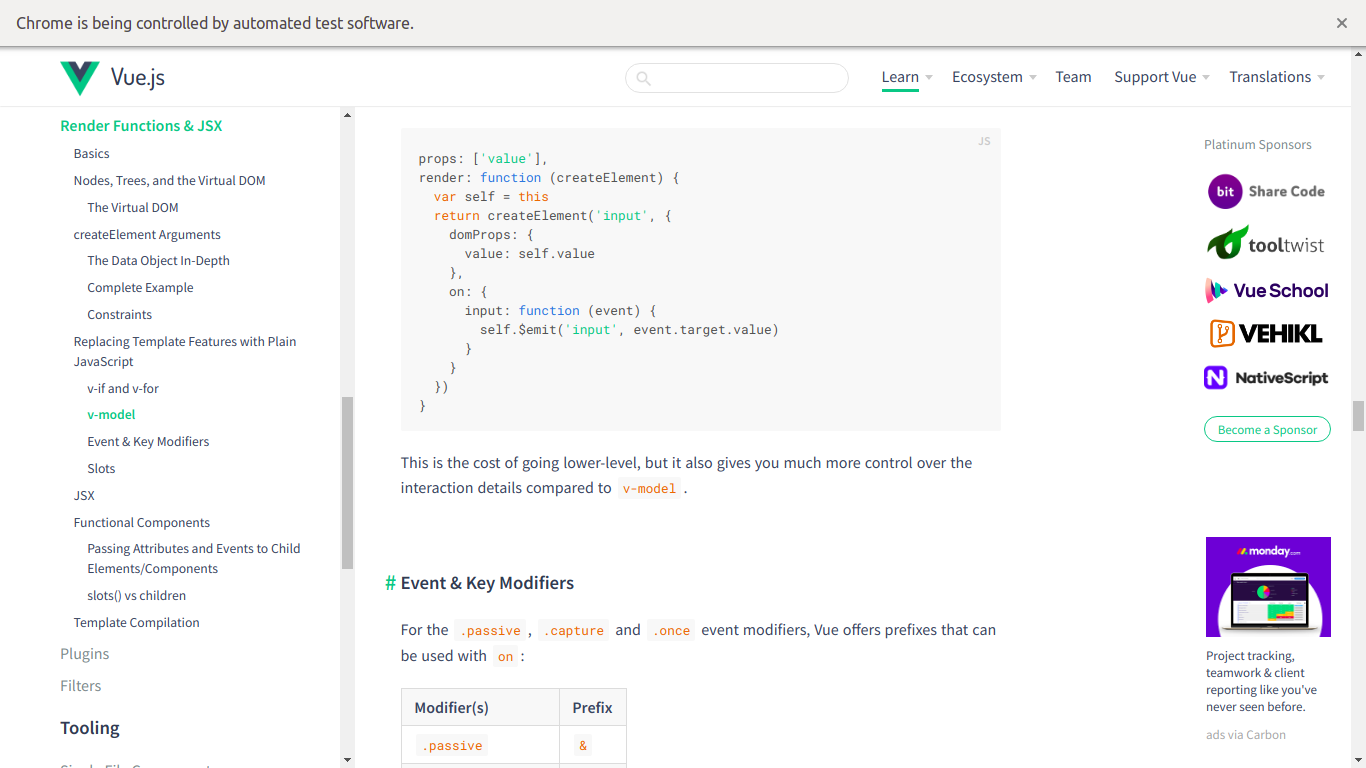 Chrome is being controlled by automated test software.
Vue.js
Learn
Ecosystem
Team
Support Vue
Translations
Render Functions & JSX
Basics
Nodes, Trees, and the Virtual DOM
The Virtual DOM
createElement Arguments
The Data Object In-Depth
Complete Example
Constraints
Replacing Template Features with Plain
JavaScript
v-if and v-for
v-model
Event & Key Modifiers
Slots
JSX
Functional Components
Passing Attributes and Events to Child
Elements/Components
slots() vs children
Template Compilation
Plugins
Filters
Tooling
JS
props: ['value'],
render: function (createElement) {
  var self = this
  return createElement('input', {
    domProps: {
      value: self.value
    },
    on: {
      input: function (event) {
        self.$emit('input', event.target.value)
      }
    }
  })
}
This is the cost of going lower-level, but it also gives you much more control over the
interaction details compared to v-model .
# Event & Key Modifiers
For the .passive , .capture and .once event modifiers, Vue offers prefixes that can
be used with on :
Modifier(s) Prefix
.passive &
Platinum Sponsors
bit Share Code
tooltwist
Vue School
VEHIKL
NativeScript
Become a Sponsor
monday.com
Project tracking,
teamwork & client
reporting like you've
never seen before.
ads via Carbon